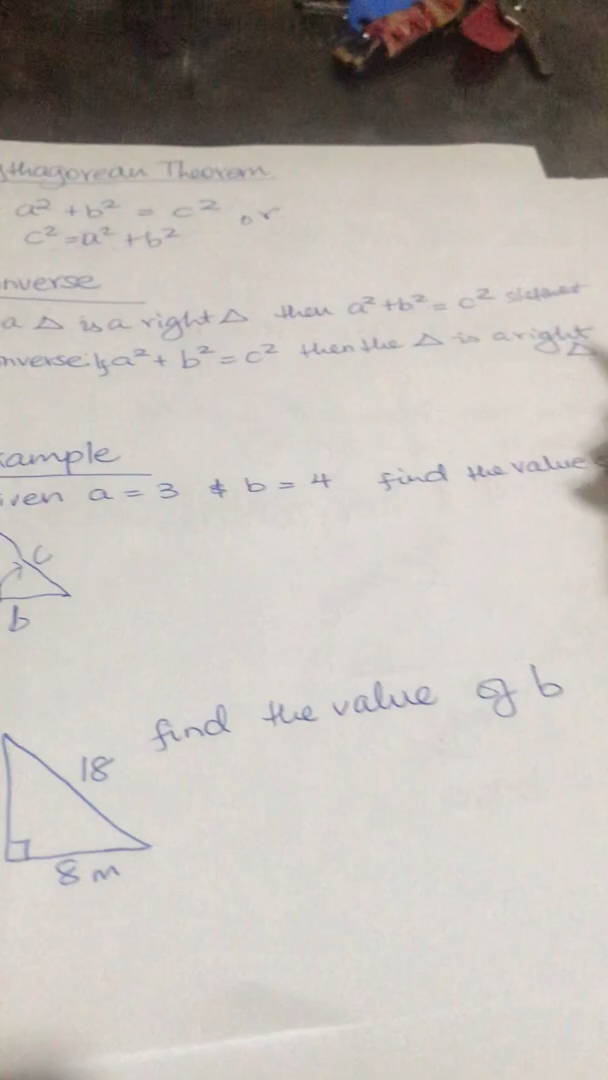 thagorean Theorem
a² + b² = c² or
c² = a² + b²
nverse
a △ is a right △ then a² + b² = c²
nverse: If a² + b² = c² then the △ is a right △
xample
iven a = 3 & b = 4 find the value
c
b
find the value of b
18
8 m